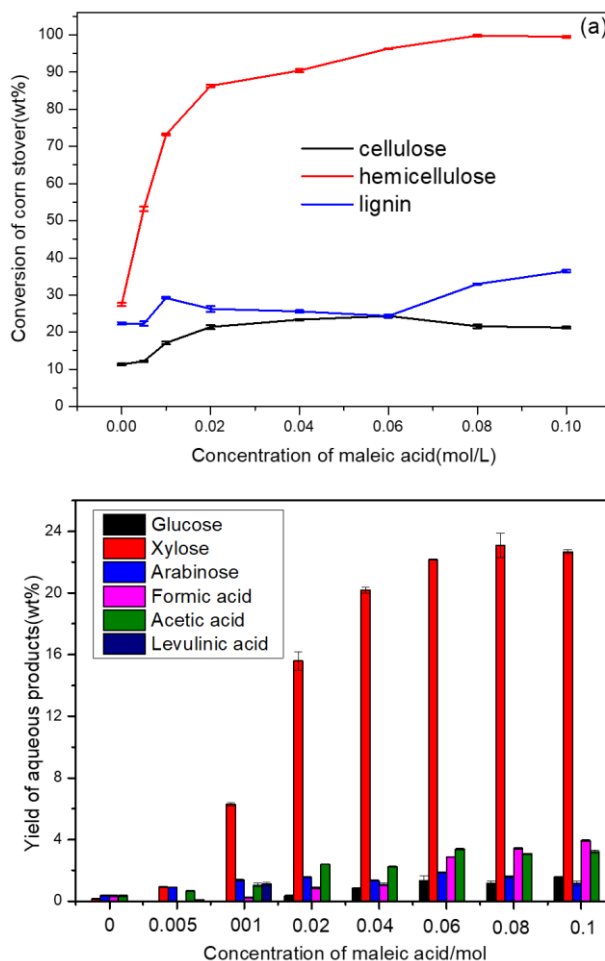 (a)
100
90
80
70
60
50
40
30
20
10
0
Conversion of corn stover(wt%)
cellulose
hemicellulose
lignin
0.00 0.02 0.04 0.06 0.08 0.10
Concentration of maleic acid(mol/L)
24
20
16
12
8
4
0
Yield of aqueous products(wt%)
Glucose
Xylose
Arabinose
Formic acid
Acetic acid
Levulinic acid
0 0.005 001 0.02 0.04 0.06 0.08 0.1
Concentration of maleic acid/mol